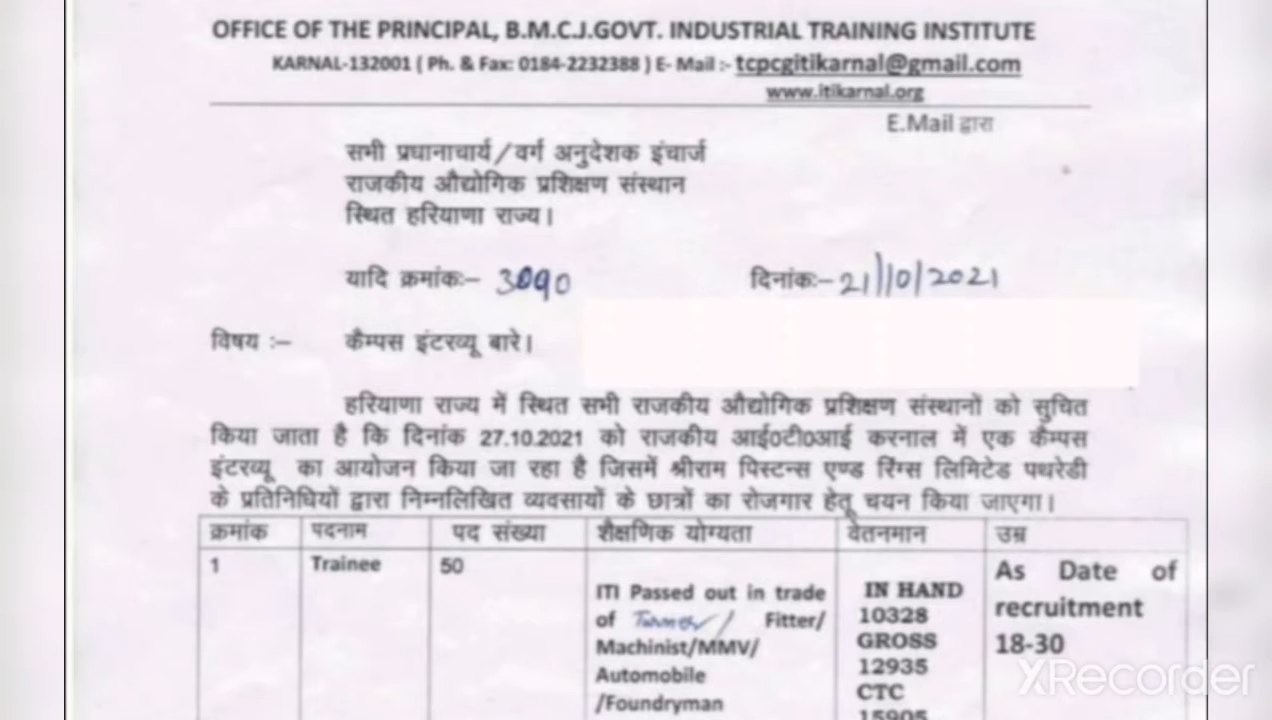 OFFICE OF THE PRINCIPAL, B.M.C.J.GOVT. INDUSTRIAL TRAINING INSTITUTE
KARNAL-132001 ( Ph. & Fax: 0184-2232388 ) E- Mail :- tcpcgitikarnal@gmail.com
www.itikarnal.org
E.Mail द्वारा
सभी प्रधानाचार्य/वर्ग अनुदेशक इंचार्ज
राजकीय औद्योगिक प्रशिक्षण संस्थान
स्थित हरियाणा राज्य।
यादि क्रमांकः- 3090 दिनांकः- 21/10/2021
विषय :- कैम्पस इंटरव्यू बारे।
हरियाणा राज्य में स्थित सभी राजकीय औद्योगिक प्रशिक्षण संस्थानों को सुचित
किया जाता है कि दिनांक 27.10.2021 को राजकीय आई0टी0आई करनाल में एक कैम्पस
इंटरव्यू का आयोजन किया जा रहा है जिसमें श्रीराम पिस्टन्स एण्ड रिंग्स लिमिटेड पथरेडी
के प्रतिनिधियों द्वारा निम्नलिखित व्यवसायों के छात्रों का रोजगार हेतू चयन किया जाएगा।
क्रमांक पदनाम पद संख्या शैक्षणिक योग्यता वेतनमान उम्र
1 Trainee 50
ITI Passed out in trade
of Turner/ Fitter/
Machinist/MMV/
Automobile
/Foundryman
IN HAND
10328
GROSS
12935
CTC
15905
As Date of
recruitment
18-30
XRecorder